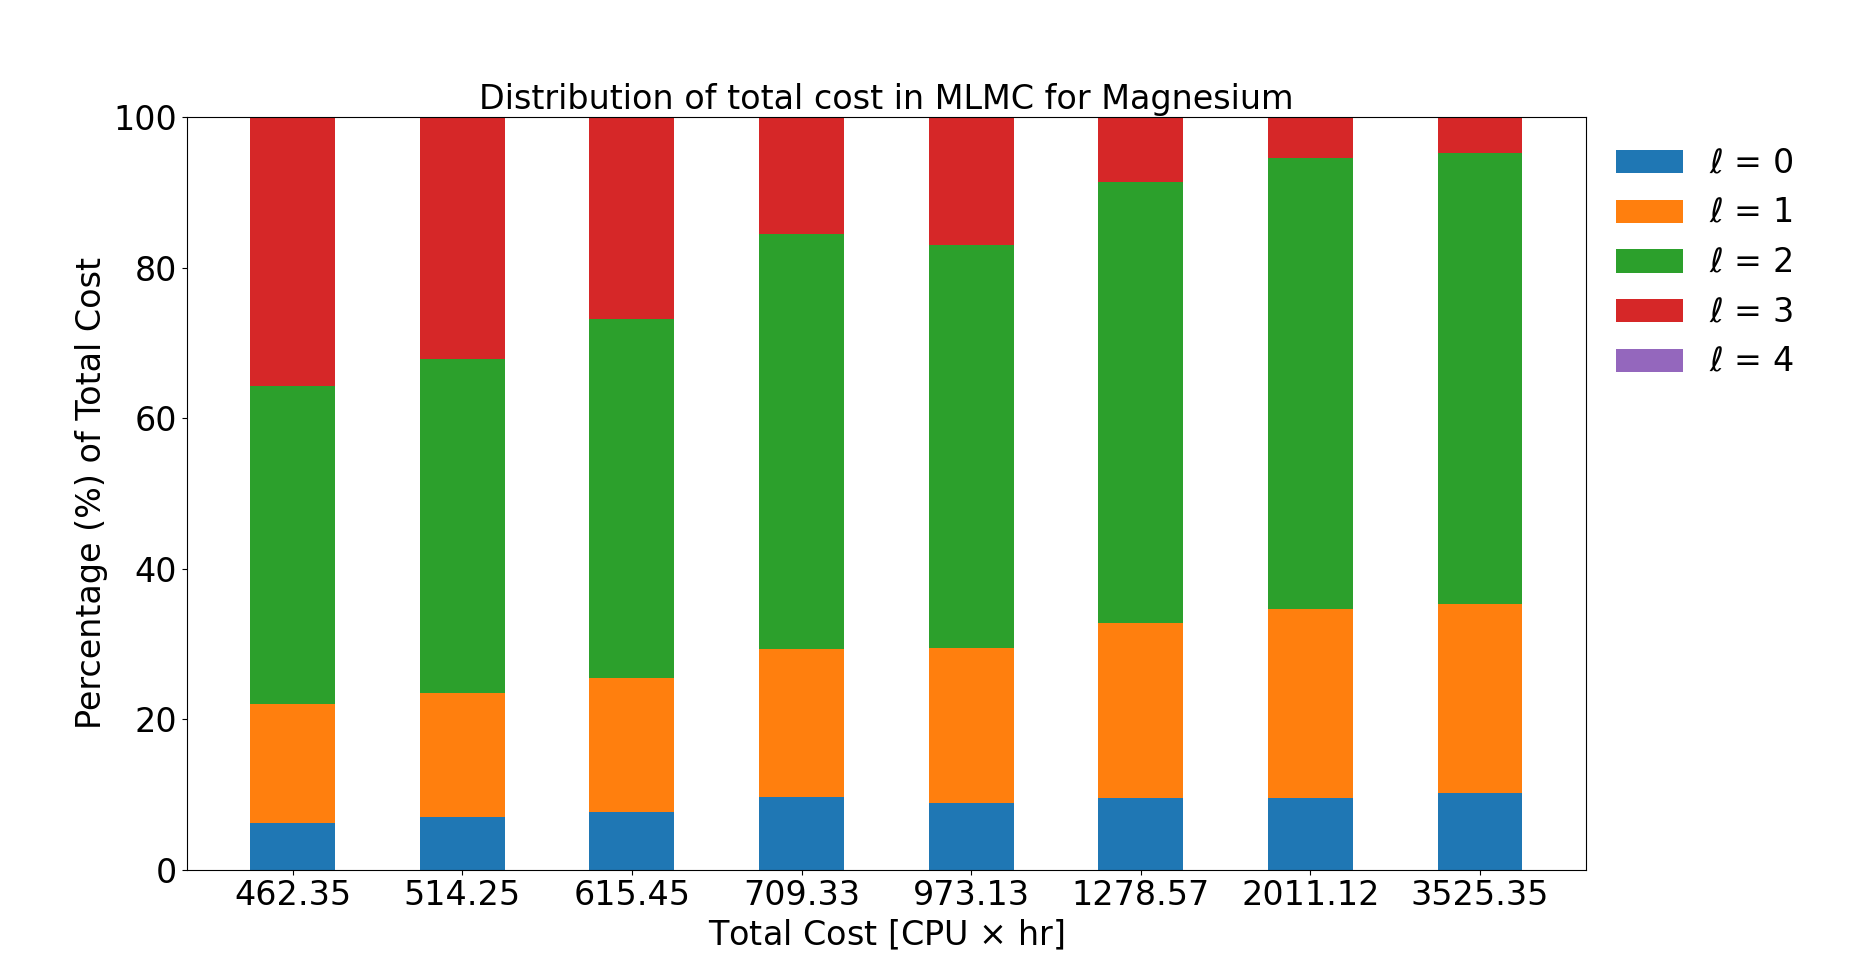 Distribution of total cost in MLMC for Magnesium
Percentage (%) of Total Cost
100
80
60
40
20
0
462.35 514.25 615.45 709.33 973.13 1278.57 2011.12 3525.35
Total Cost [CPU × hr]
ℓ = 0
ℓ = 1
ℓ = 2
ℓ = 3
ℓ = 4